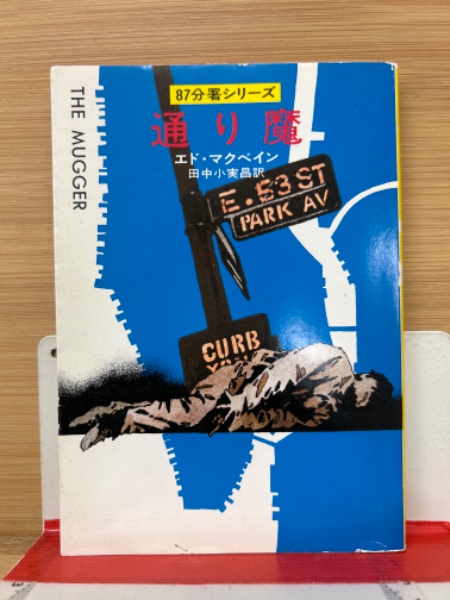 87分署シリーズ
通り魔
エド・マクベイン
田中小実昌訳
THE MUGGER
E.53 ST
PARK AV
CURB